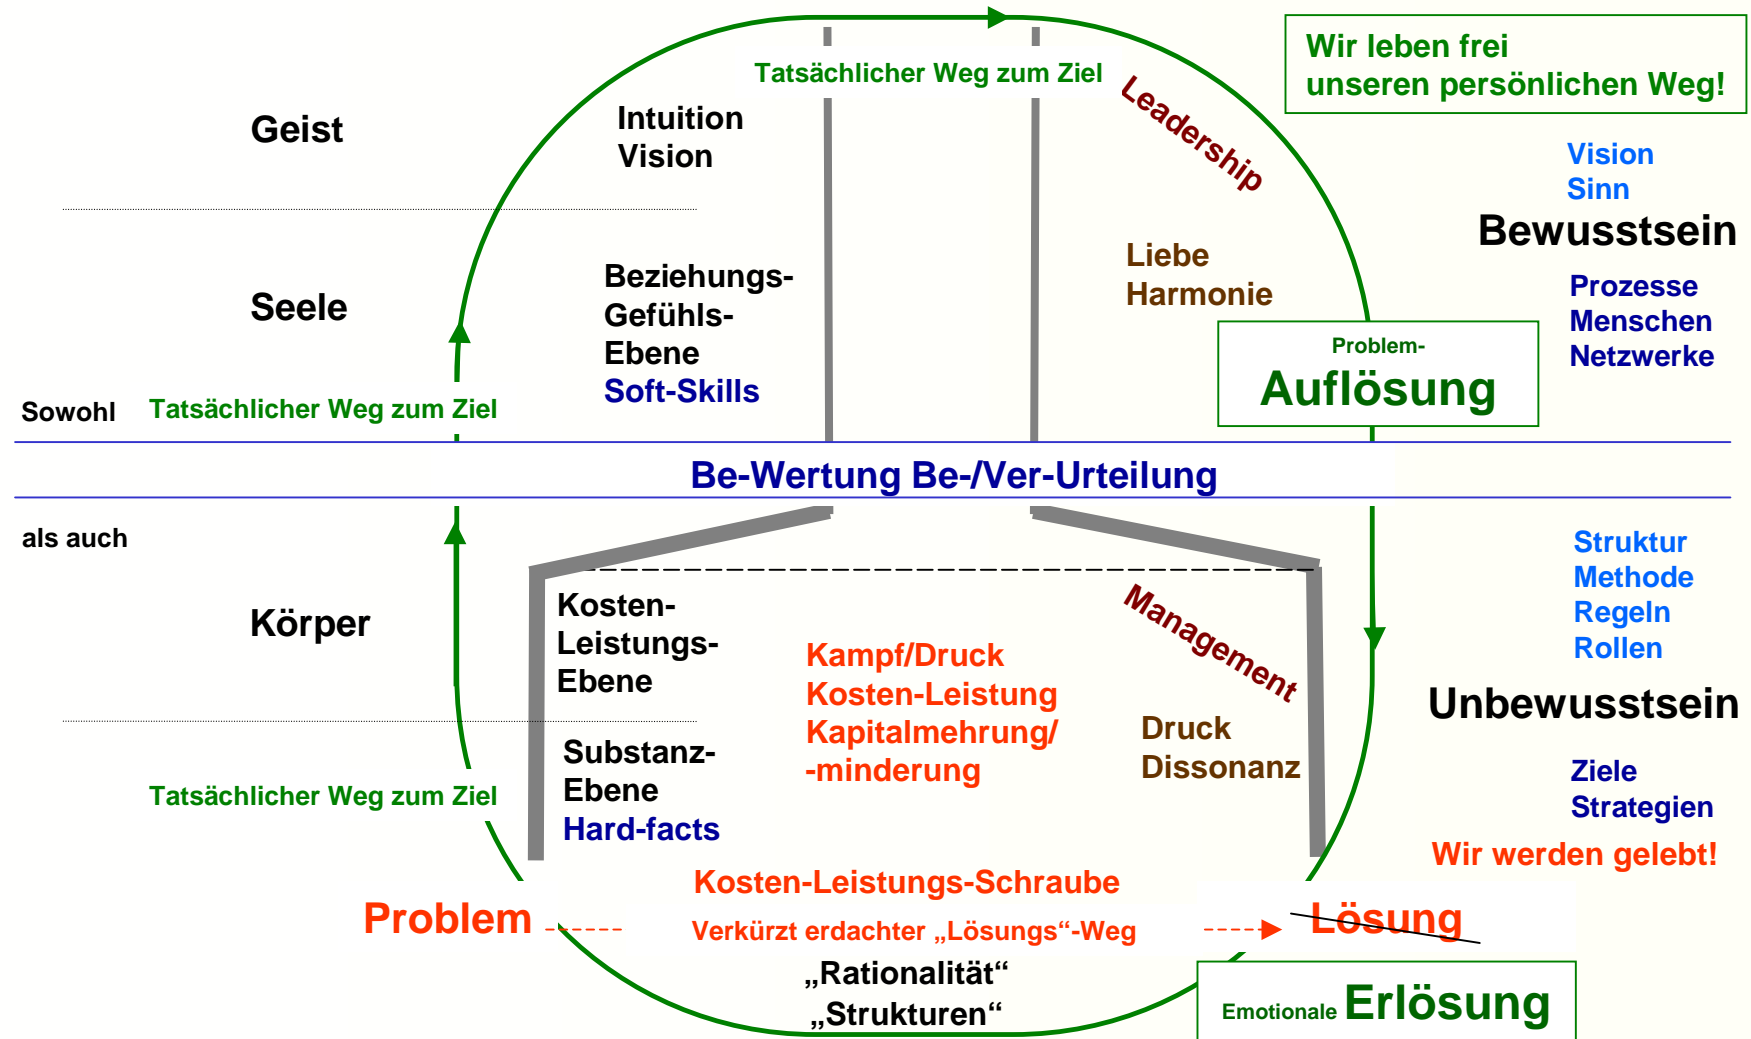 Wir leben frei
unseren persönlichen Weg!
Tatsächlicher Weg zum Ziel
Geist
Intuition
Vision
Leadership
Vision
Sinn
Bewusstsein
Seele
Beziehungs-
Gefühls-
Ebene
Soft-Skills
Liebe
Harmonie
Prozesse
Menschen
Netzwerke
Problem-
Auflösung
Sowohl
Tatsächlicher Weg zum Ziel
Be-Wertung Be-/Ver-Urteilung
als auch
Körper
Kosten-
Leistungs-
Ebene
Kampf/Druck
Kosten-Leistung
Kapitalmehrung/
-minderung
Management
Struktur
Methode
Regeln
Rollen
Unbewusstsein
Substanz-
Ebene
Hard-facts
Druck
Dissonanz
Ziele
Strategien
Tatsächlicher Weg zum Ziel
Wir werden gelebt!
Kosten-Leistungs-Schraube
Problem
Verkürzt erdachter „Lösungs“-Weg
Lösung
„Rationalität“
„Strukturen“
Emotionale Erlösung